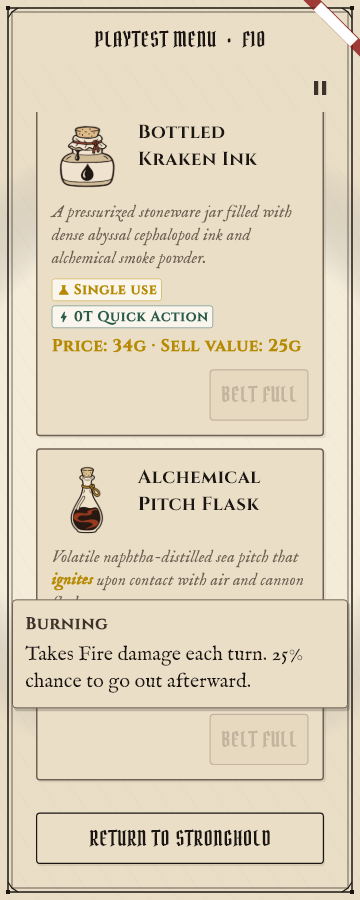 PLAYTEST MENU · F10
BOTTLED
KRAKEN INK
A pressurized stoneware jar filled with
dense abyssal cephalopod ink and
alchemical smoke powder.
SINGLE USE
0T QUICK ACTION
PRICE: 34G · SELL VALUE: 25G
BELT FULL
ALCHEMICAL
PITCH FLASK
Volatile naphtha-distilled sea pitch that
ignites upon contact with air and cannon
BURNING
Takes Fire damage each turn. 25%
chance to go out afterward.
BELT FULL
RETURN TO STRONGHOLD